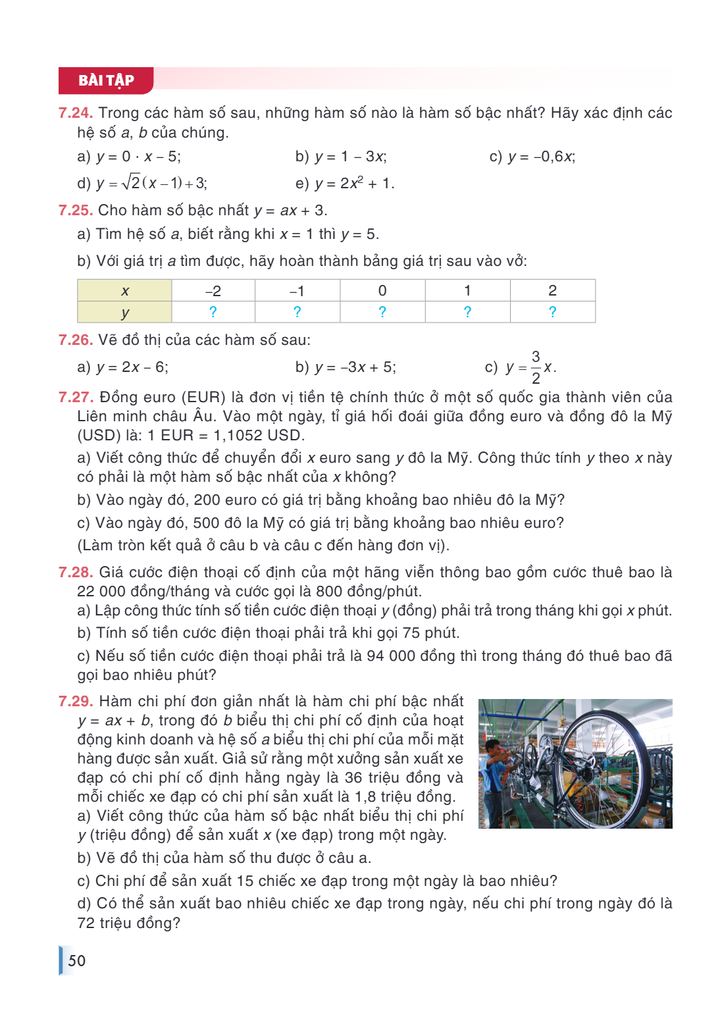 BÀI TẬP
7.24. Trong các hàm số sau, những hàm số nào là hàm số bậc nhất? Hãy xác định các
hệ số a, b của chúng.
a) y = 0 · x – 5; b) y = 1 – 3x; c) y = –0,6x;
d) y = √2(x – 1) + 3; e) y = 2x² + 1.
7.25. Cho hàm số bậc nhất y = ax + 3.
a) Tìm hệ số a, biết rằng khi x = 1 thì y = 5.
b) Với giá trị a tìm được, hãy hoàn thành bảng giá trị sau vào vở:
x –2 –1 0 1 2
y ? ? ? ? ?
7.26. Vẽ đồ thị của các hàm số sau:
a) y = 2x – 6; b) y = –3x + 5; c) y = 3/2 x.
7.27. Đồng euro (EUR) là đơn vị tiền tệ chính thức ở một số quốc gia thành viên của
Liên minh châu Âu. Vào một ngày, tỉ giá hối đoái giữa đồng euro và đồng đô la Mỹ
(USD) là: 1 EUR = 1,1052 USD.
a) Viết công thức để chuyển đổi x euro sang y đô la Mỹ. Công thức tính y theo x này
có phải là một hàm số bậc nhất của x không?
b) Vào ngày đó, 200 euro có giá trị bằng khoảng bao nhiêu đô la Mỹ?
c) Vào ngày đó, 500 đô la Mỹ có giá trị bằng khoảng bao nhiêu euro?
(Làm tròn kết quả ở câu b và câu c đến hàng đơn vị).
7.28. Giá cước điện thoại cố định của một hãng viễn thông bao gồm cước thuê bao là
22 000 đồng/tháng và cước gọi là 800 đồng/phút.
a) Lập công thức tính số tiền cước điện thoại y (đồng) phải trả trong tháng khi gọi x phút.
b) Tính số tiền cước điện thoại phải trả khi gọi 75 phút.
c) Nếu số tiền cước điện thoại phải trả là 94 000 đồng thì trong tháng đó thuê bao đã
gọi bao nhiêu phút?
7.29. Hàm chi phí đơn giản nhất là hàm chi phí bậc nhất
y = ax + b, trong đó b biểu thị chi phí cố định của hoạt
động kinh doanh và hệ số a biểu thị chi phí của mỗi mặt
hàng được sản xuất. Giả sử rằng một xưởng sản xuất xe
đạp có chi phí cố định hằng ngày là 36 triệu đồng và
mỗi chiếc xe đạp có chi phí sản xuất là 1,8 triệu đồng.
a) Viết công thức của hàm số bậc nhất biểu thị chi phí
y (triệu đồng) để sản xuất x (xe đạp) trong một ngày.
b) Vẽ đồ thị của hàm số thu được ở câu a.
c) Chi phí để sản xuất 15 chiếc xe đạp trong một ngày là bao nhiêu?
d) Có thể sản xuất bao nhiêu chiếc xe đạp trong ngày, nếu chi phí trong ngày đó là
72 triệu đồng?
50